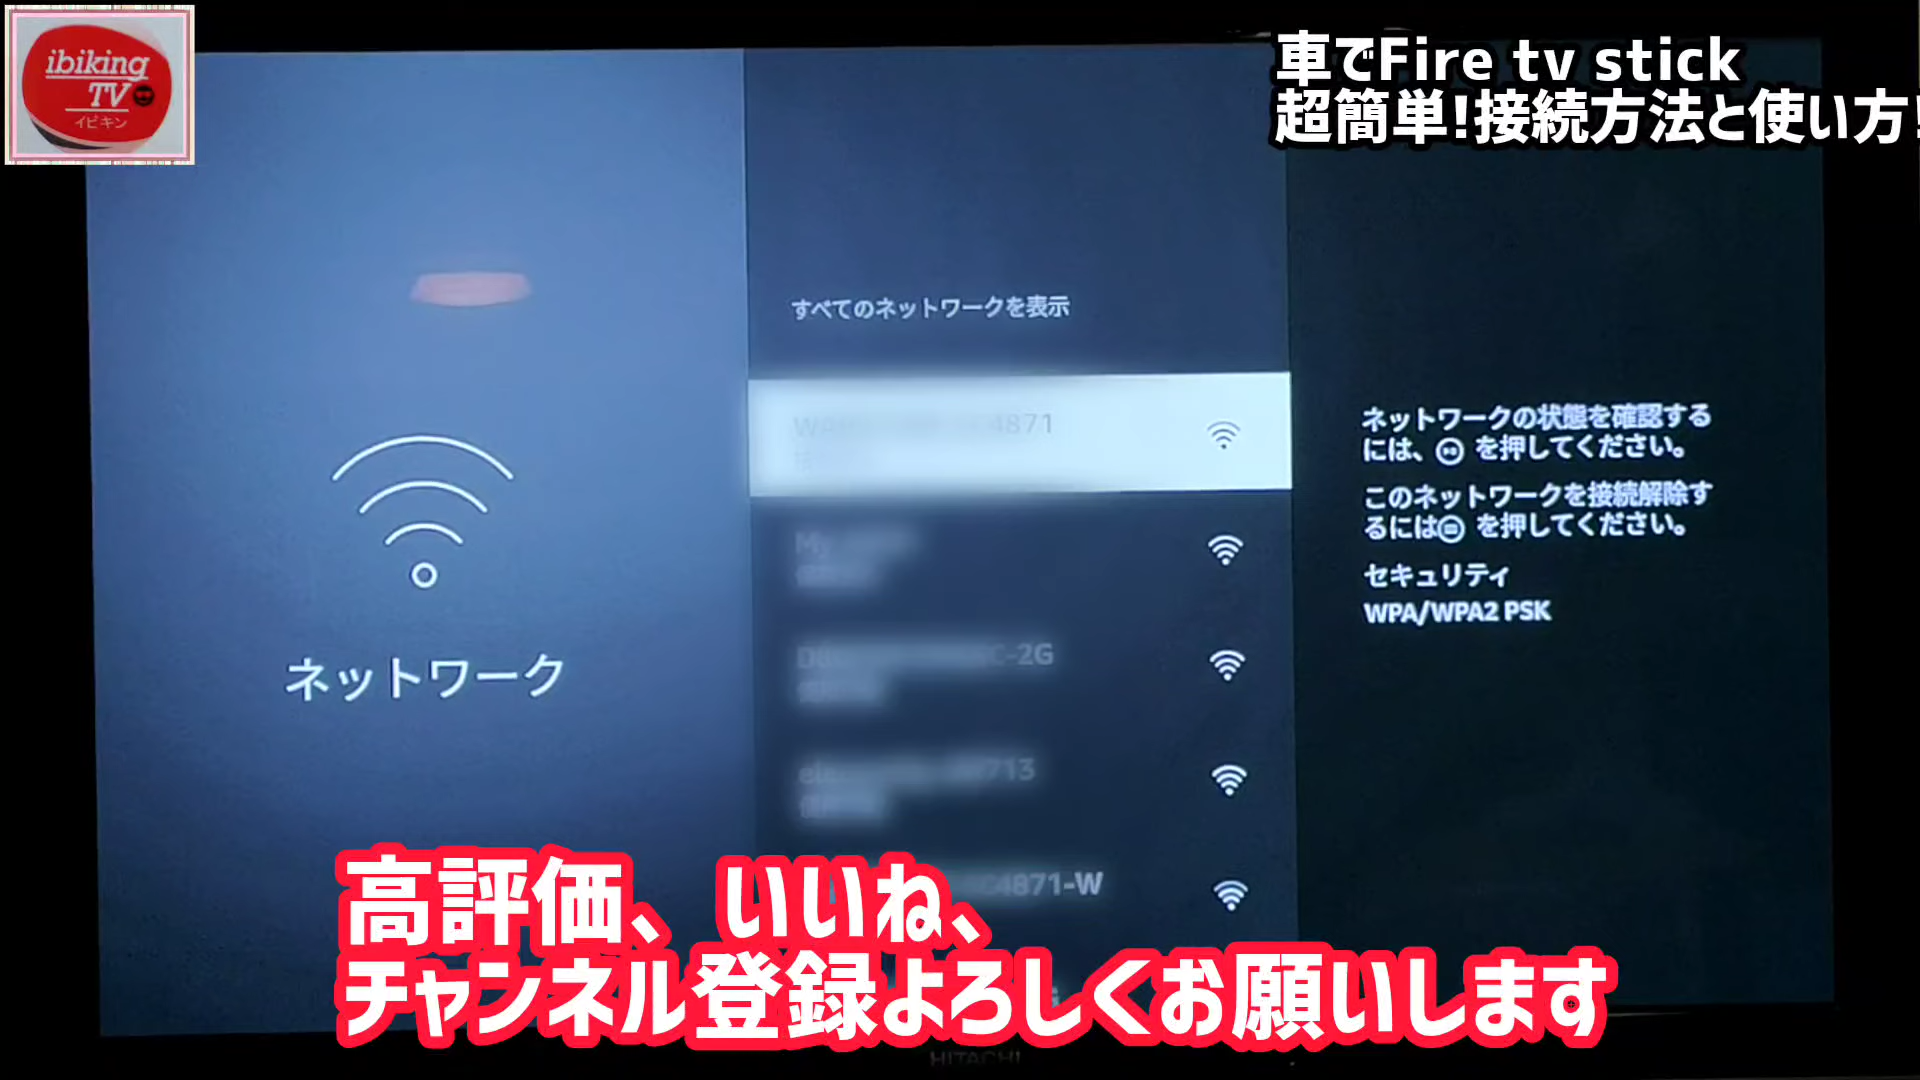 ibiking
TV
イビキン
車でFire tv stick
超簡単!接続方法と使い方!
すべてのネットワークを表示
4871
C-2G
713
4871-W
ネットワーク
ネットワークの状態を確認する
には、を押してください。
このネットワークを接続解除す
るにはを押してください。
セキュリティ
WPA/WPA2 PSK
高評価、いいね、
チャンネル登録よろしくお願いします
HITACHI